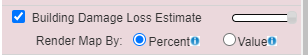 Building Damage Loss Estimate
Render Map By: Percent Value